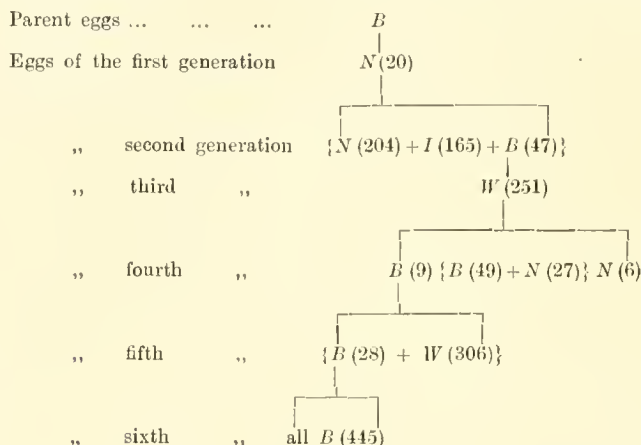 Parent eggs ... ... ... B
Eggs of the first generation N (20)
„ second generation {N (204) + I (165) + B (47)}
„ third „ W (251)
„ fourth „ B (9) {B (49) + N (27)} N (6)
„ fifth „ {B (28) + W (306)}
„ sixth „ all B (445)